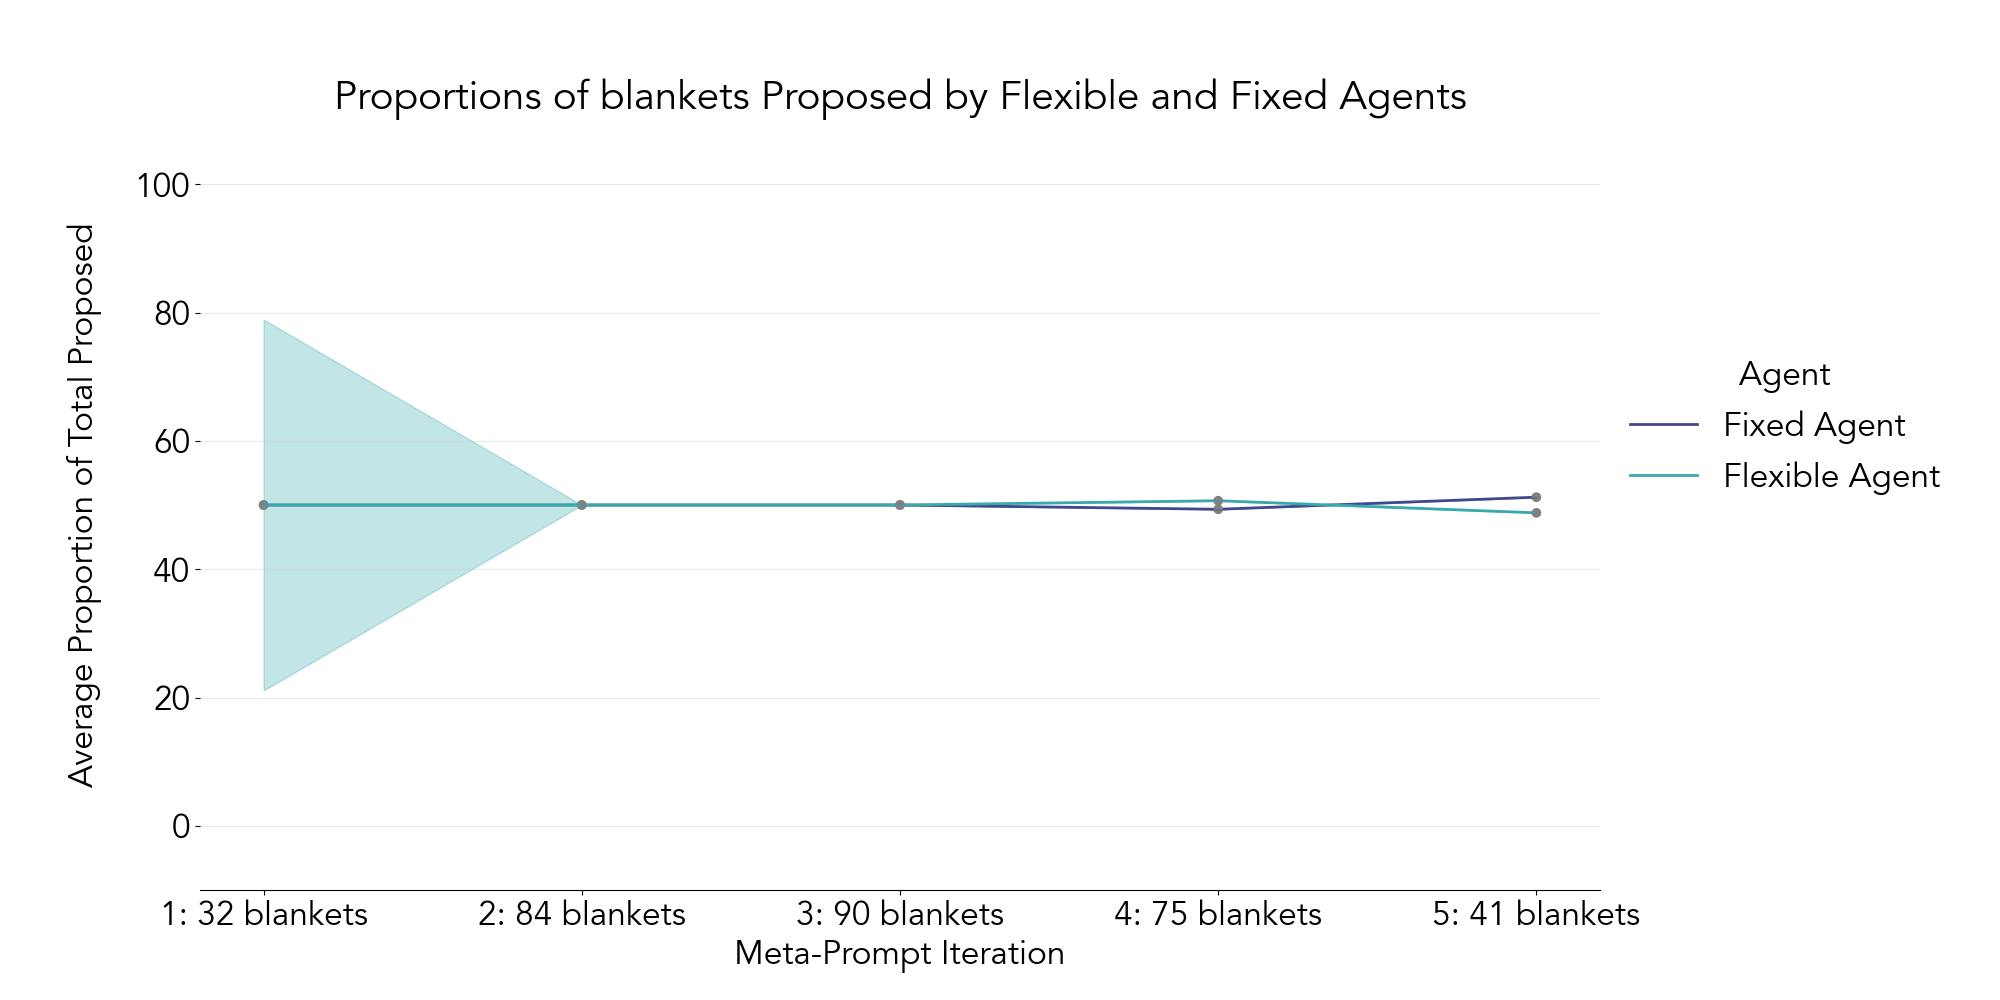 Proportions of blankets Proposed by Flexible and Fixed Agents
Average Proportion of Total Proposed
100
80
60
40
20
0
1: 32 blankets
2: 84 blankets
3: 90 blankets
4: 75 blankets
5: 41 blankets
Meta-Prompt Iteration
Agent
Fixed Agent
Flexible Agent